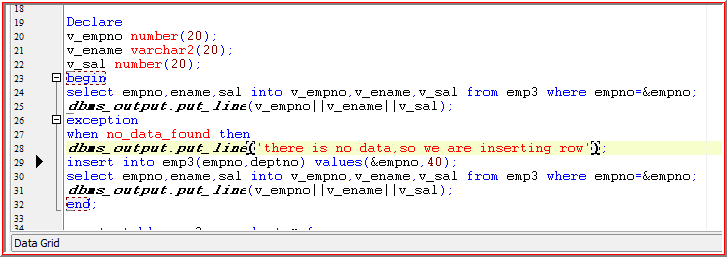 18
19 Declare
20 v_empno number(20);
21 v_ename varchar2(20);
22 v_sal number(20);
23 begin
24 select empno,ename,sal into v_empno,v_ename,v_sal from emp3 where empno=&empno;
25 dbms_output.put_line(v_empno||v_ename||v_sal);
26 exception
27 when no_data_found then
28 dbms_output.put_line('there is no data,so we are inserting row');
29 insert into emp3(empno,deptno) values(&empno,40);
30 select empno,ename,sal into v_empno,v_ename,v_sal from emp3 where empno=&empno;
31 dbms_output.put_line(v_empno||v_ename||v_sal);
32 end;
33
34
Data Grid